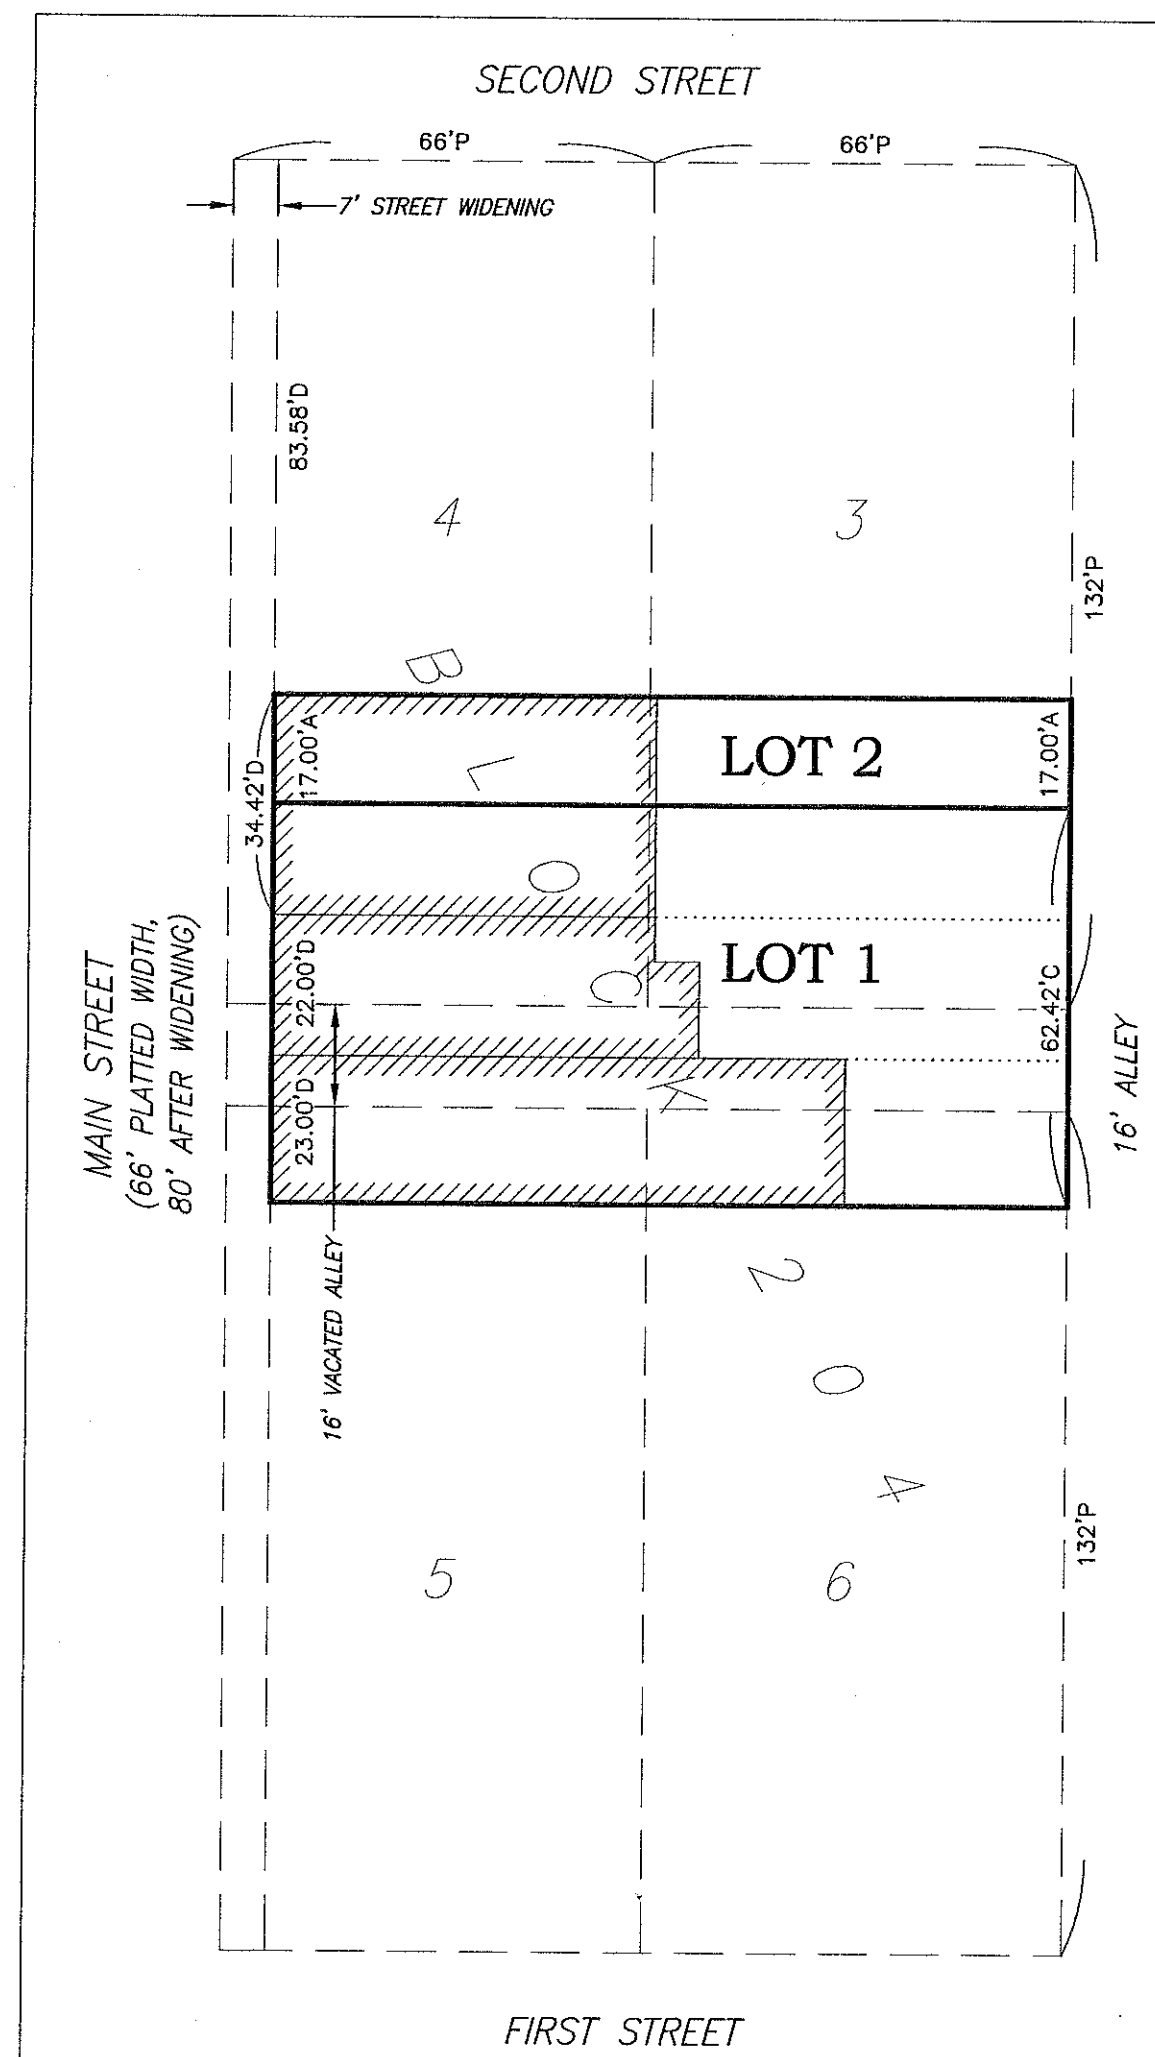 SECOND STREET
66'P
66'P
7' STREET WIDENING
83.58'D
4
3
132'P
B
L
O
C
K
2
0
4
34.42'D
17.00'A
LOT 2
17.00'A
MAIN STREET
(66' PLATTED WIDTH,
80' AFTER WIDENING)
22.00'D
LOT 1
62.42'C
23.00'D
16' ALLEY
16' VACATED ALLEY
132'P
5
6
FIRST STREET